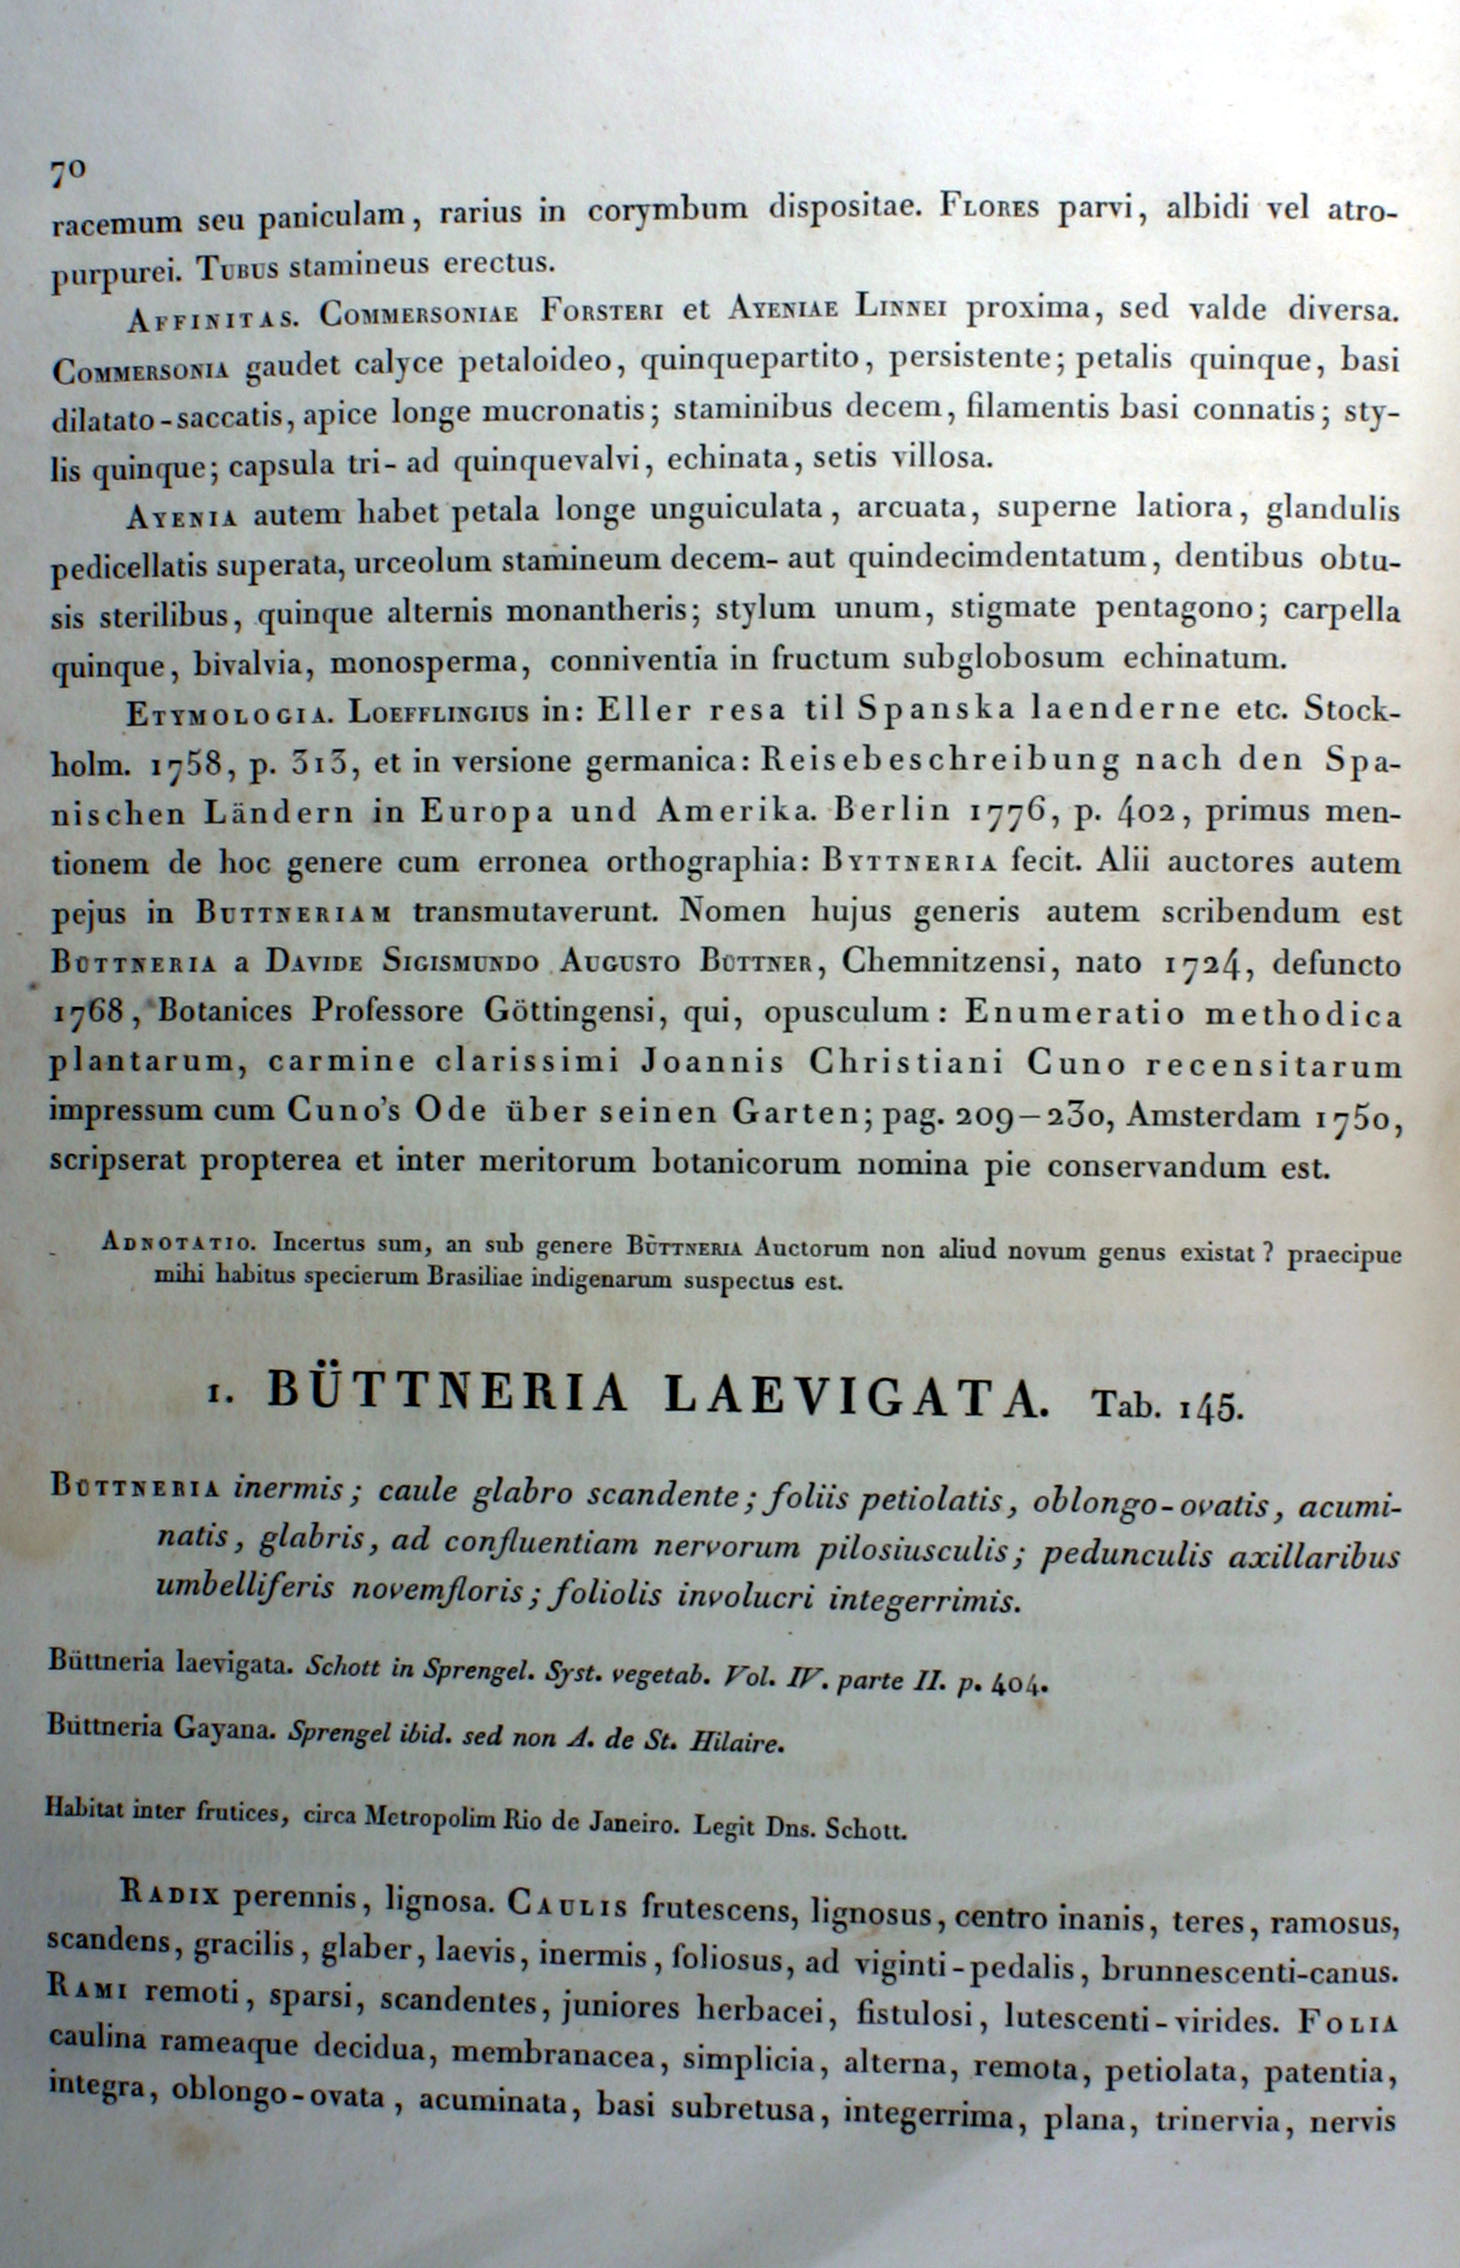 70
racemum seu paniculam, rarius in corymbum dispositae. FLORES parvi, albidi vel atro-
purpurei. TUBUS stamineus erectus.
AFFINITAS. COMMERSONIAE FORSTERI et AYENIAE LINNEI proxima, sed valde diversa.
COMMERSONIA gaudet calyce petaloideo, quinquepartito, persistente; petalis quinque, basi
dilatato-saccatis, apice longe mucronatis; staminibus decem, filamentis basi connatis; sty-
lis quinque; capsula tri- ad quinquevalvi, echinata, setis villosa.
AYENIA autem habet petala longe unguiculata, arcuata, superne latiora, glandulis
pedicellatis superata, urceolum stamineum decem- aut quindecimdentatum, dentibus obtu-
sis sterilibus, quinque alternis monantheris; stylum unum, stigmate pentagono; carpella
quinque, bivalvia, monosperma, conniventia in fructum subglobosum echinatum.
ETYMOLOGIA. LOEFFLINGIUS in: Eller resa til Spanska laenderne etc. Stock-
holm. 1758, p. 313, et in versione germanica: Reisebeschreibung nach den Spa-
nischen Ländern in Europa und Amerika. Berlin 1776, p. 402, primus men-
tionem de hoc genere cum erronea orthographia: BYTTNERIA fecit. Alii auctores autem
pejus in BUTTNERIAM transmutaverunt. Nomen hujus generis autem scribendum est
BÜTTNERIA a DAVIDE SIGISMUNDO AUGUSTO BÜTTNER, Chemnitzensi, nato 1724, defuncto
1768, Botanices Professore Göttingensi, qui, opusculum: Enumeratio methodica
plantarum, carmine clarissimi Joannis Christiani Cuno recensitarum
impressum cum Cuno's Ode über seinen Garten; pag. 209–230, Amsterdam 1750,
scripserat propterea et inter meritorum botanicorum nomina pie conservandum est.
ADNOTATIO. Incertus sum, an sub genere BÜTTNERIA Auctorum non aliud novum genus existat? praecipue
mihi habitus specierum Brasiliae indigenarum suspectus est.
1. BÜTTNERIA LAEVIGATA. Tab. 145.
BÜTTNERIA inermis; caule glabro scandente; foliis petiolatis, oblongo-ovatis, acumi-
natis, glabris, ad confluentiam nervorum pilosiusculis; pedunculis axillaribus
umbelliferis novemfloris; foliolis involucri integerrimis.
Büttneria laevigata. Schott in Sprengel. Syst. vegetab. Vol. IV. parte II. p. 404.
Büttneria Gayana. Sprengel ibid. sed non A. de St. Hilaire.
Habitat inter frutices, circa Metropolim Rio de Janeiro. Legit Dns. Schott.
RADIX perennis, lignosa. CAULIS frutescens, lignosus, centro inanis, teres, ramosus,
scandens, gracilis, glaber, laevis, inermis, foliosus, ad viginti-pedalis, brunnescenti-canus.
RAMI remoti, sparsi, scandentes, juniores herbacei, fistulosi, lutescenti-virides. FOLIA
caulina rameaque decidua, membranacea, simplicia, alterna, remota, petiolata, patentia,
integra, oblongo-ovata, acuminata, basi subretusa, integerrima, plana, trinervia, nervis